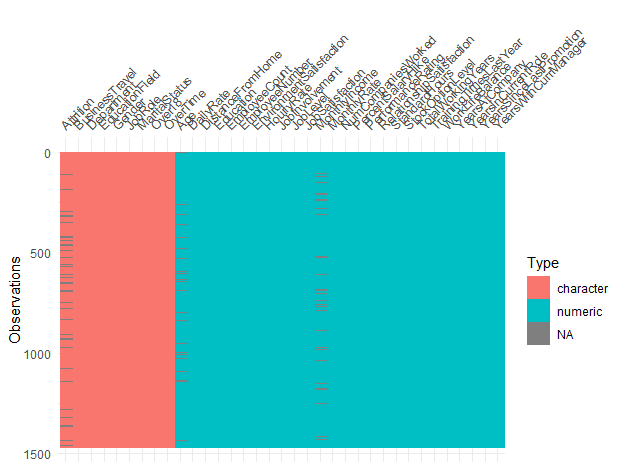 Attrition
BusinessTravel
Department
EducationField
Gender
JobRole
MaritalStatus
Over18
OverTime
Age
DailyRate
DistanceFromHome
Education
EmployeeCount
EmployeeNumber
EnvironmentSatisfaction
HourlyRate
JobInvolvement
JobLevel
JobSatisfaction
MonthlyIncome
MonthlyRate
NumCompaniesWorked
PercentSalaryHike
PerformanceRating
RelationshipSatisfaction
StandardHours
StockOptionLevel
TotalWorkingYears
TrainingTimesLastYear
WorkLifeBalance
YearsAtCompany
YearsInCurrentRole
YearsSinceLastPromotion
YearsWithCurrManager
0
500
1000
1500
Observations
Type
character
numeric
NA